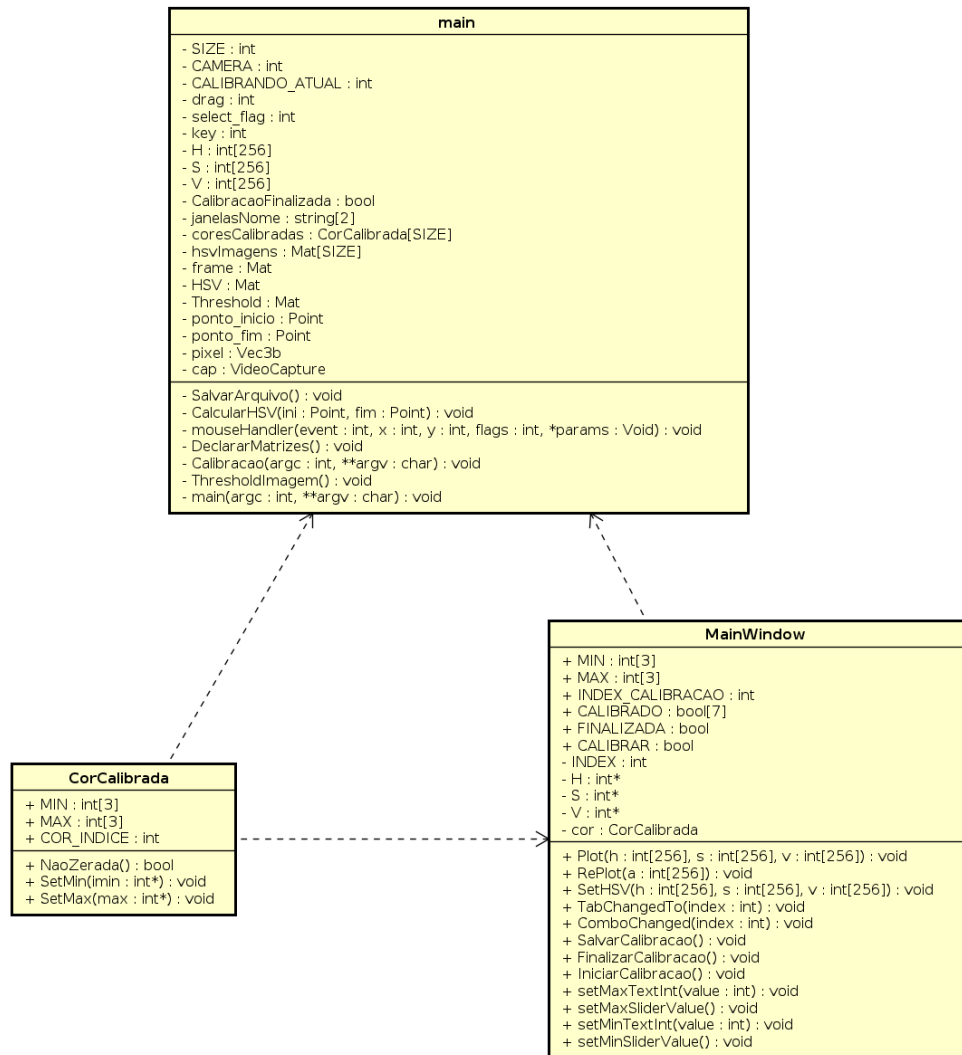 main
- SIZE : int
- CAMERA : int
- CALIBRANDO_ATUAL : int
- drag : int
- select_flag : int
- key : int
- H : int[256]
- S : int[256]
- V : int[256]
- CalibracaoFinalizada : bool
- janelasNome : string[2]
- coresCalibradas : CorCalibrada[SIZE]
- hsvImagens : Mat[SIZE]
- frame : Mat
- HSV : Mat
- Threshold : Mat
- ponto_inicio : Point
- ponto_fim : Point
- pixel : Vec3b
- cap : VideoCapture
- SalvarArquivo() : void
- CalcularHSV(ini : Point, fim : Point) : void
- mouseHandler(event : int, x : int, y : int, flags : int, *params : Void) : void
- DeclararMatrizes() : void
- Calibracao(argc : int, **argv : char) : void
- ThresholdImagem() : void
- main(argc : int, **argv : char) : void
MainWindow
+ MIN : int[3]
+ MAX : int[3]
+ INDEX_CALIBRACAO : int
+ CALIBRADO : bool[7]
+ FINALIZADA : bool
+ CALIBRAR : bool
- INDEX : int
- H : int*
- S : int*
- V : int*
- cor : CorCalibrada
+ Plot(h : int[256], s : int[256], v : int[256]) : void
+ RePlot(a : int[256]) : void
+ SetHSV(h : int[256], s : int[256], v : int[256]) : void
+ TabChangedTo(index : int) : void
+ ComboChanged(index : int) : void
+ SalvarCalibracao() : void
+ FinalizarCalibracao() : void
+ IniciarCalibracao() : void
+ setMaxTextInt(value : int) : void
+ setMaxSliderValue() : void
+ setMinTextInt(value : int) : void
+ setMinSliderValue() : void
CorCalibrada
+ MIN : int[3]
+ MAX : int[3]
+ COR_INDICE : int
+ NaoZerada() : bool
+ SetMin(imin : int*) : void
+ SetMax(max : int*) : void